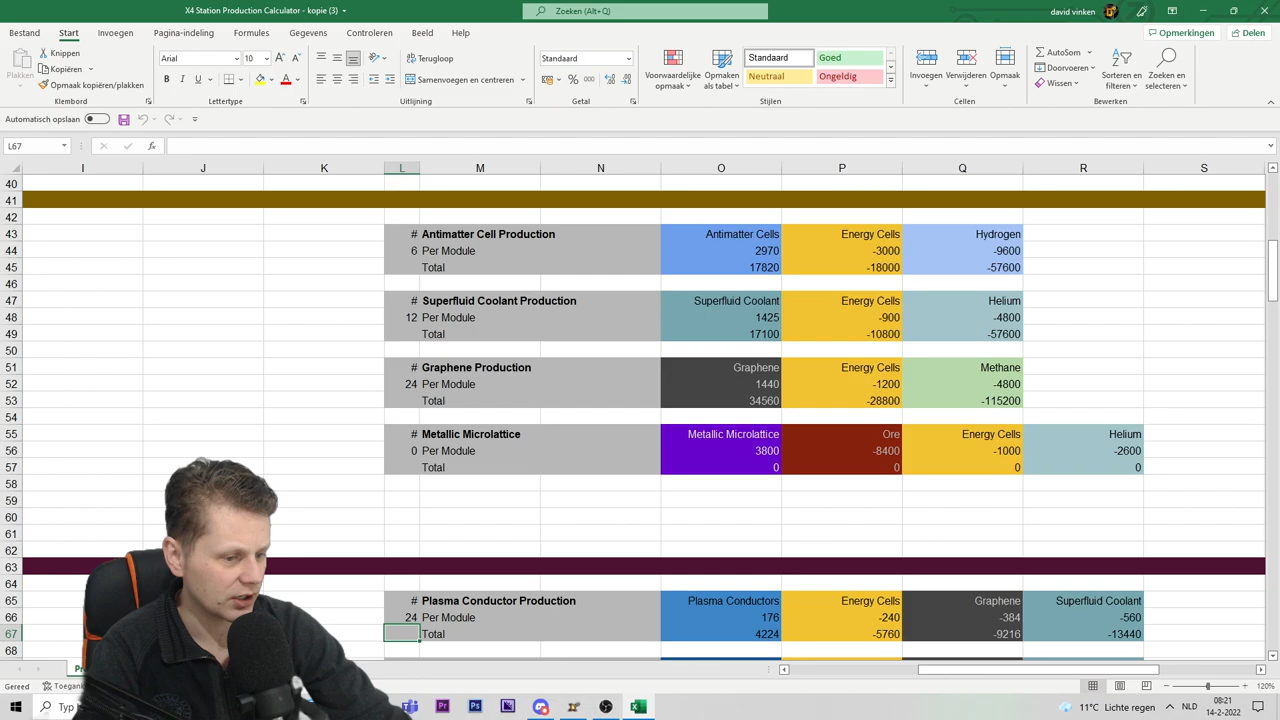 X4 Station Production Calculator - kopie (3)
Zoeken (Alt+Q)
david vinken
Bestand Start Invoegen Pagina-indeling Formules Gegevens Controleren Beeld Help
Opmerkingen Delen
Plakken
Knippen
Kopiëren
Opmaak kopiëren/plakken
Klembord
Arial 10
B I U
Lettertype
Terugloop
Samenvoegen en centreren
Uitlijning
Standaard
% 000
Getal
Voorwaardelijke opmaak
Opmaken als tabel
Standaard Goed
Neutraal Ongeldig
Stijlen
Invoegen Verwijderen Opmaak
Cellen
AutoSom
Doorvoeren
Wissen
Sorteren en filteren
Zoeken en selecteren
Bewerken
Automatisch opslaan
L67 fx
I J K L M N O P Q R S
40
41
42
43 # Antimatter Cell Production Antimatter Cells Energy Cells Hydrogen
44 6 Per Module 2970 -3000 -9600
45 Total 17820 -18000 -57600
46
47 # Superfluid Coolant Production Superfluid Coolant Energy Cells Helium
48 12 Per Module 1425 -900 -4800
49 Total 17100 -10800 -57600
50
51 # Graphene Production Graphene Energy Cells Methane
52 24 Per Module 1440 -1200 -4800
53 Total 34560 -28800 -115200
54
55 # Metallic Microlattice Metallic Microlattice Ore Energy Cells Helium
56 0 Per Module 3800 -8400 -1000 -2600
57 Total 0 0 0 0
58
59
60
61
62
63
64
65 # Plasma Conductor Production Plasma Conductors Energy Cells Graphene Superfluid Coolant
66 24 Per Module 176 -240 -384 -560
67 Total 4224 -5760 -9216 -13440
68
Gereed
120%
Typ
11°C Lichte regen NLD
08:21
14-2-2022